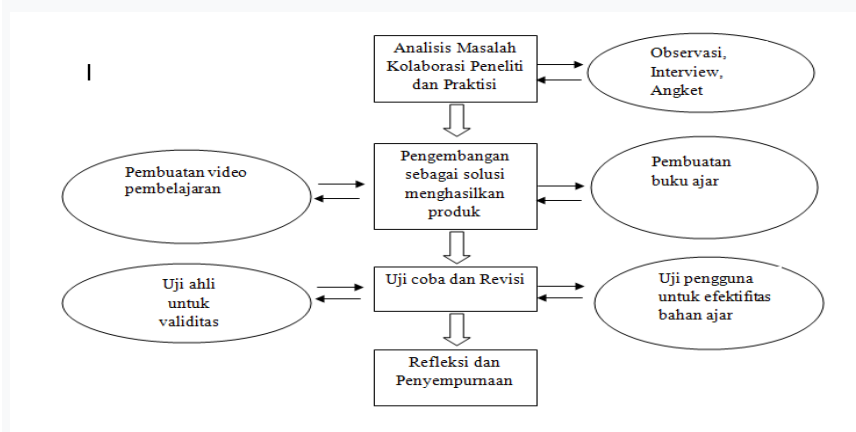 Analisis Masalah
Kolaborasi Peneliti
dan Praktisi
Observasi,
Interview,
Angket
Pembuatan video
pembelajaran
Pengembangan
sebagai solusi
menghasilkan
produk
Pembuatan
buku ajar
Uji ahli
untuk
validitas
Uji coba dan Revisi
Uji pengguna
untuk efektifitas
bahan ajar
Refleksi dan
Penyempurnaan